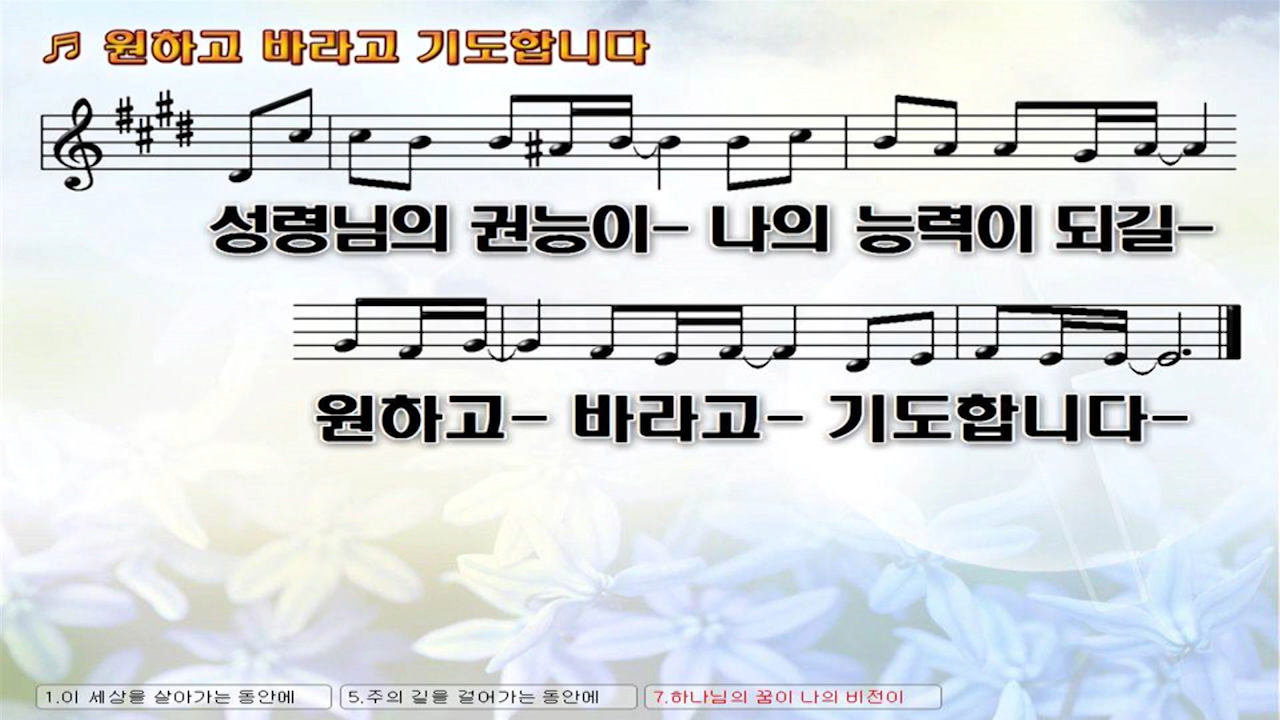 ♬ 원하고 바라고 기도합니다
성령님의 권능이- 나의 능력이 되길-
원하고- 바라고- 기도합니다-
1.이 세상을 살아가는 동안에 5.주의 길을 걸어가는 동안에 7.하나님의 꿈이 나의 비전이